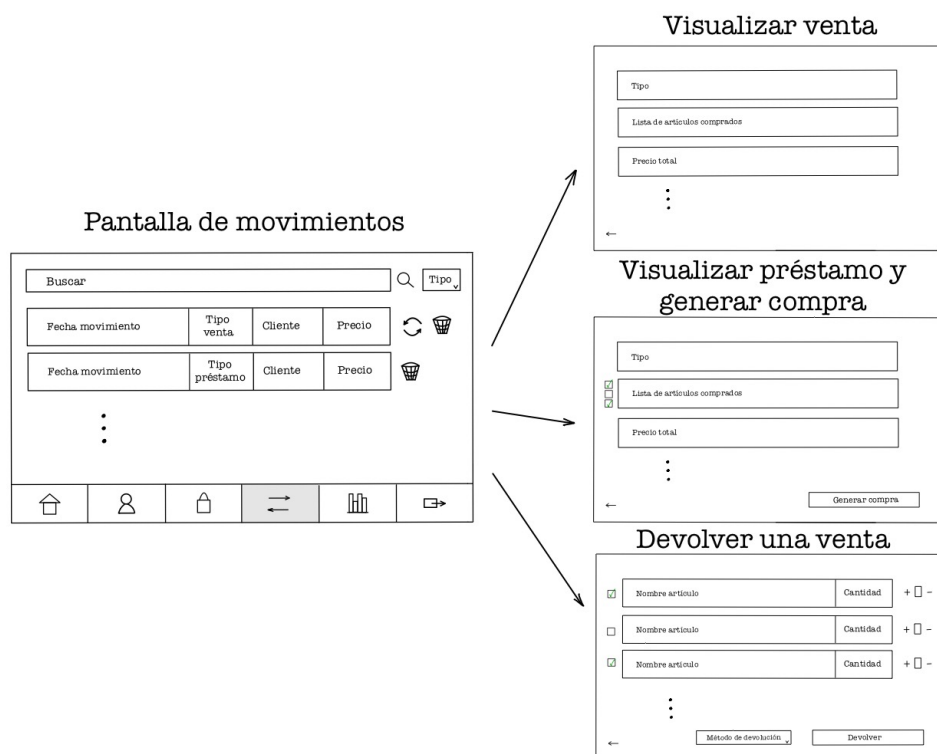 Pantalla de movimientos
Buscar
Tipo
Fecha movimiento
Tipo
venta
Cliente
Precio
Fecha movimiento
Tipo
préstamo
Cliente
Precio
Visualizar venta
Tipo
Lista de artículos comprados
Precio total
Visualizar préstamo y
generar compra
Tipo
Lista de artículos comprados
Precio total
Generar compra
Devolver una venta
Nombre artículo
Cantidad
+ −
Nombre artículo
Cantidad
+ −
Nombre artículo
Cantidad
+ −
Método de devolución
Devolver